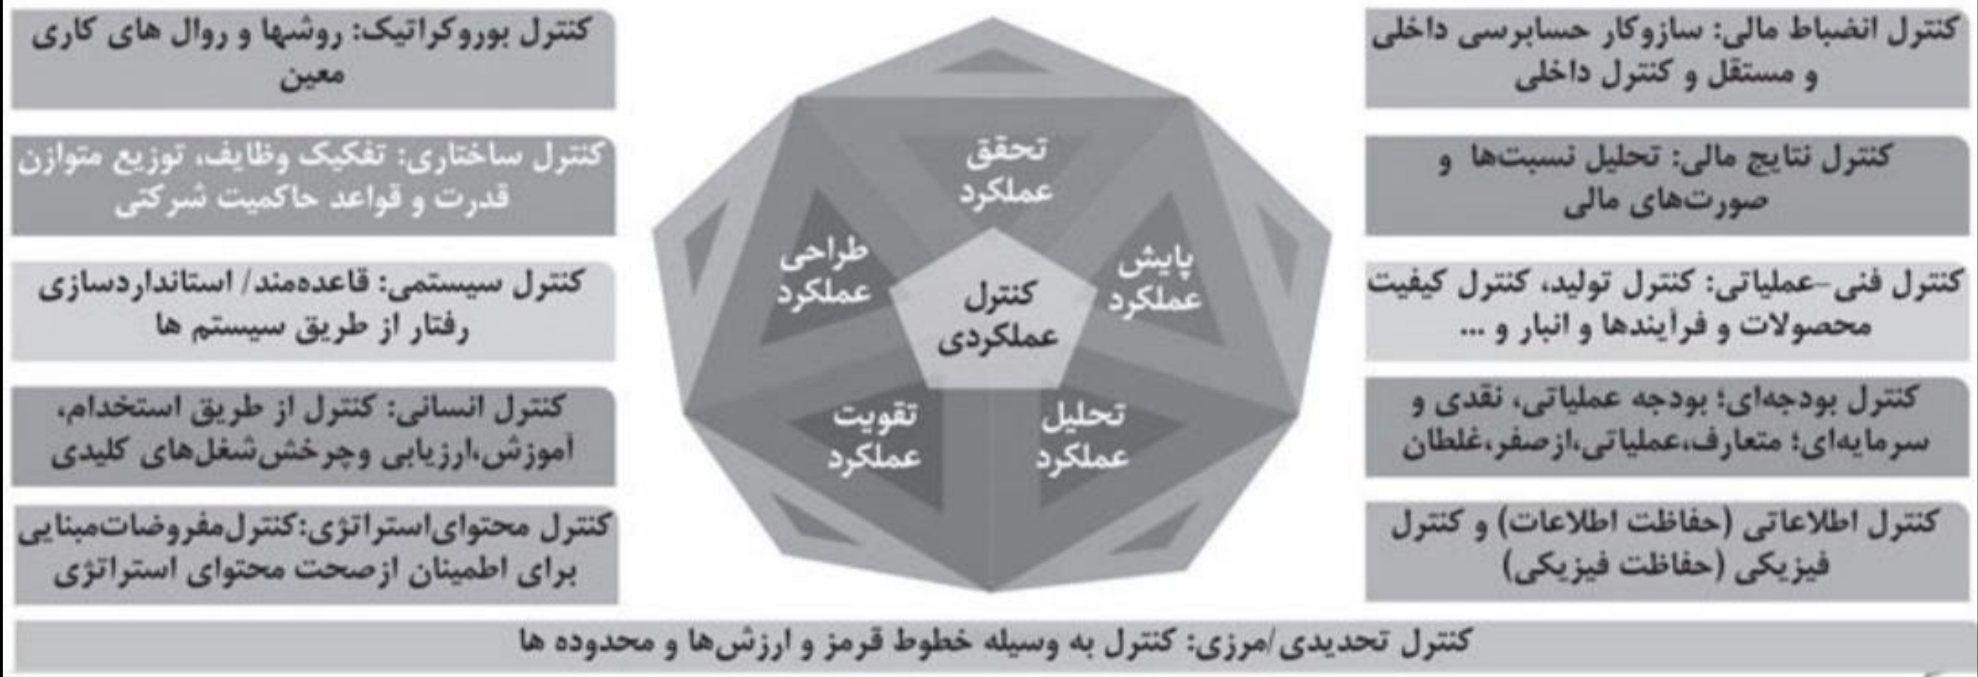 کنترل انضباط مالی: سازوکار حسابرسی داخلی
و مستقل و کنترل داخلی
کنترل نتایج مالی: تحلیل نسبت‌ها و
صورت‌های مالی
کنترل فنی-عملیاتی: کنترل تولید، کنترل کیفیت
محصولات و فرآیندها و انبار و ...
کنترل بودجه‌ای؛ بودجه عملیاتی، نقدی و
سرمایه‌ای؛ متعارف،عملیاتی،ازصفر،غلطان
کنترل اطلاعاتی (حفاظت اطلاعات) و کنترل
فیزیکی (حفاظت فیزیکی)
تحقق
عملکرد
پایش
عملکرد
طراحی
عملکرد
کنترل
عملکردی
تحلیل
عملکرد
تقویت
عملکرد
کنترل بوروکراتیک: روشها و روال های کاری
معین
کنترل ساختاری: تفکیک وظایف، توزیع متوازن
قدرت و قواعد حاکمیت شرکتی
کنترل سیستمی: قاعده‌مند/ استانداردسازی
رفتار از طریق سیستم ها
کنترل انسانی: کنترل از طریق استخدام،
آموزش،ارزیابی وچرخش‌شغل‌های کلیدی
کنترل محتوای‌استراتژی:کنترل‌مفروضات‌مبنایی
برای اطمینان ازصحت محتوای استراتژی
کنترل تحدیدی/مرزی: کنترل به وسیله خطوط قرمز و ارزش‌ها و محدوده ها